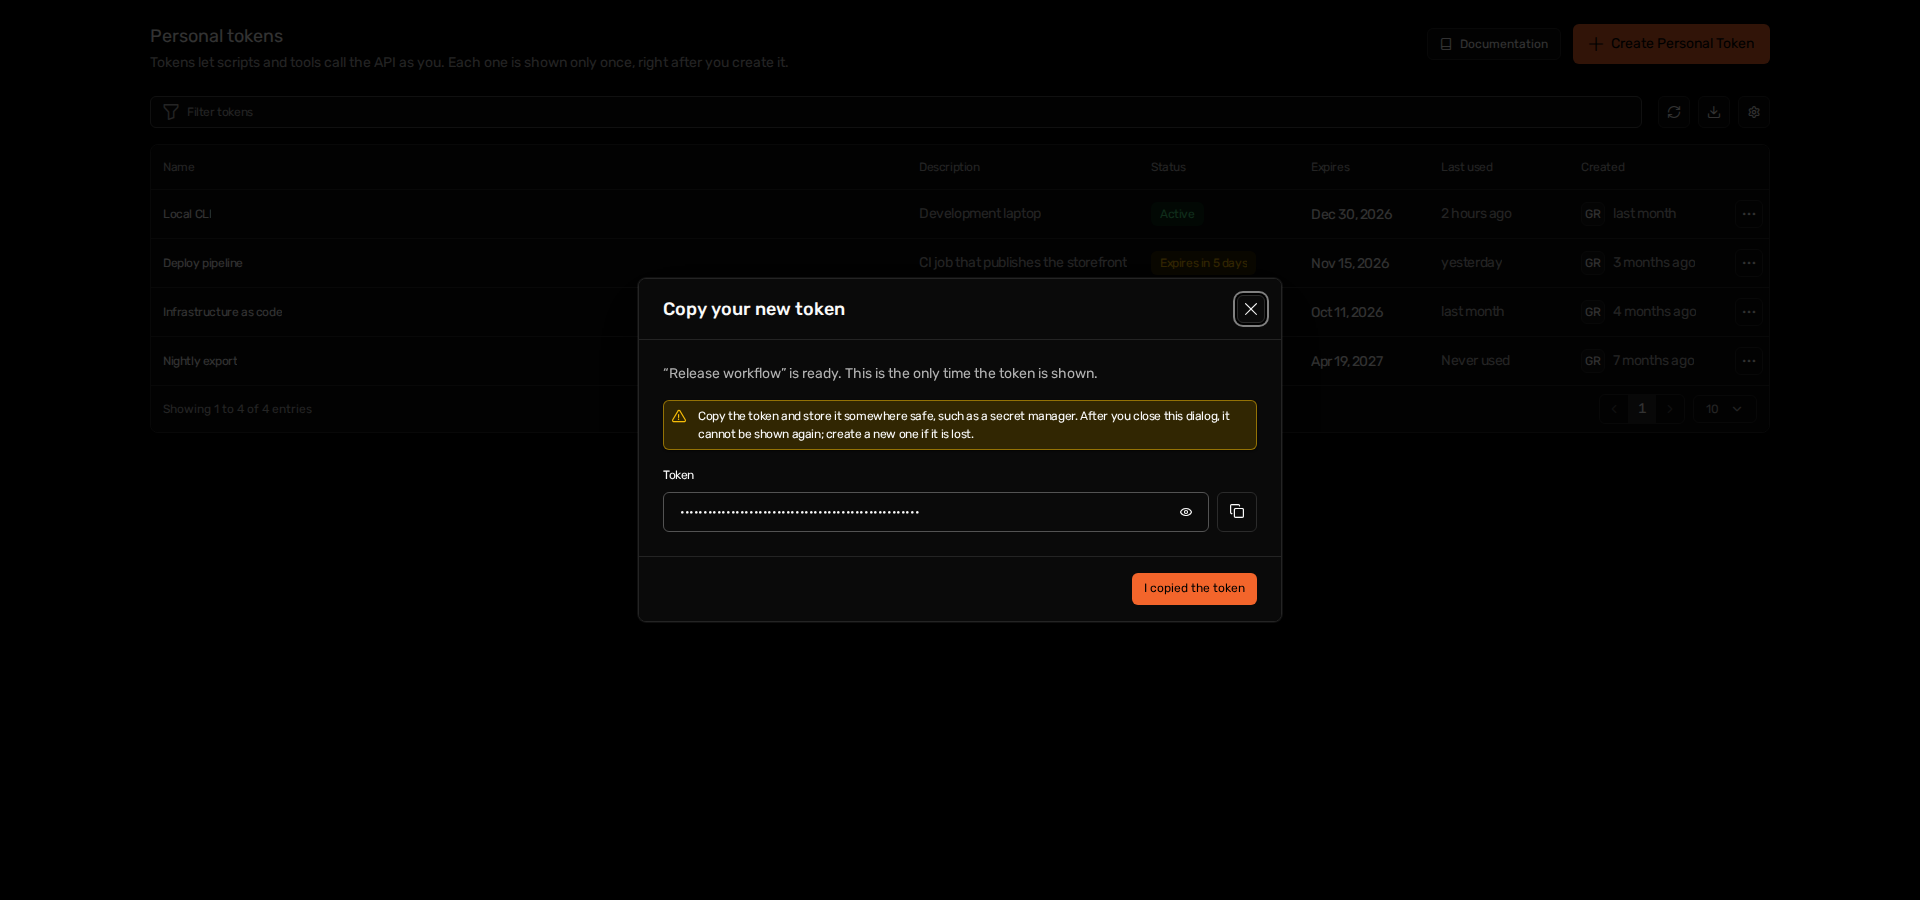 Personal tokens
Tokens let scripts and tools call the API as you. Each one is shown only once, right after you create it.
Documentation
Create Personal Token
Filter tokens
Name Description Status Expires Last used Created
Local CLI Development laptop Active Dec 30, 2026 2 hours ago GR last month
Deploy pipeline CI job that publishes the storefront Expires in 5 days Nov 15, 2026 yesterday GR 3 months ago
Infrastructure as code Oct 11, 2026 last month GR 4 months ago
Nightly export Apr 19, 2027 Never used GR 7 months ago
Showing 1 to 4 of 4 entries 1 10
Copy your new token
“Release workflow” is ready. This is the only time the token is shown.
Copy the token and store it somewhere safe, such as a secret manager. After you close this dialog, it
cannot be shown again; create a new one if it is lost.
Token
I copied the token